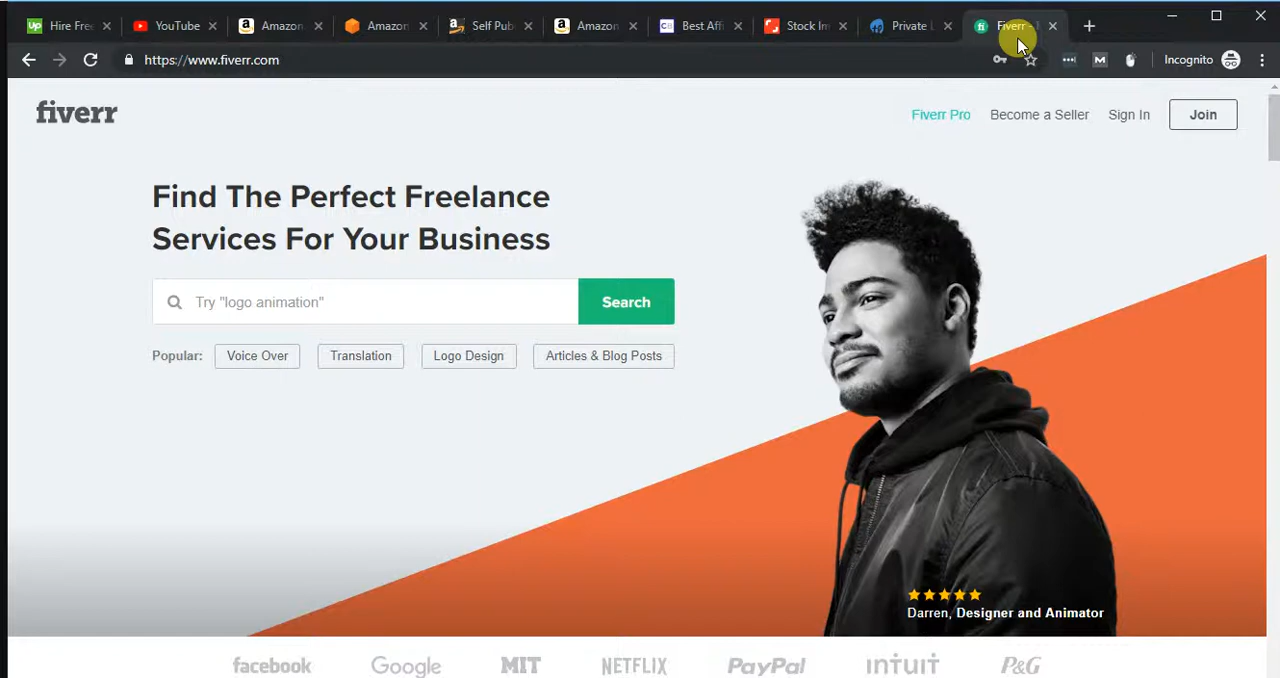 Hire Fre
YouTube
Amazon
Amazon
Self Pub
Amazon
Best Affi
Stock Im
Private L
Fiverr
https://www.fiverr.com
Incognito
fiverr
Fiverr Pro
Become a Seller
Sign In
Join
Find The Perfect Freelance
Services For Your Business
Try "logo animation"
Search
Popular:
Voice Over
Translation
Logo Design
Articles & Blog Posts
Darren, Designer and Animator
facebook
Google
MIT
NETFLIX
PayPal
intuit
P&G